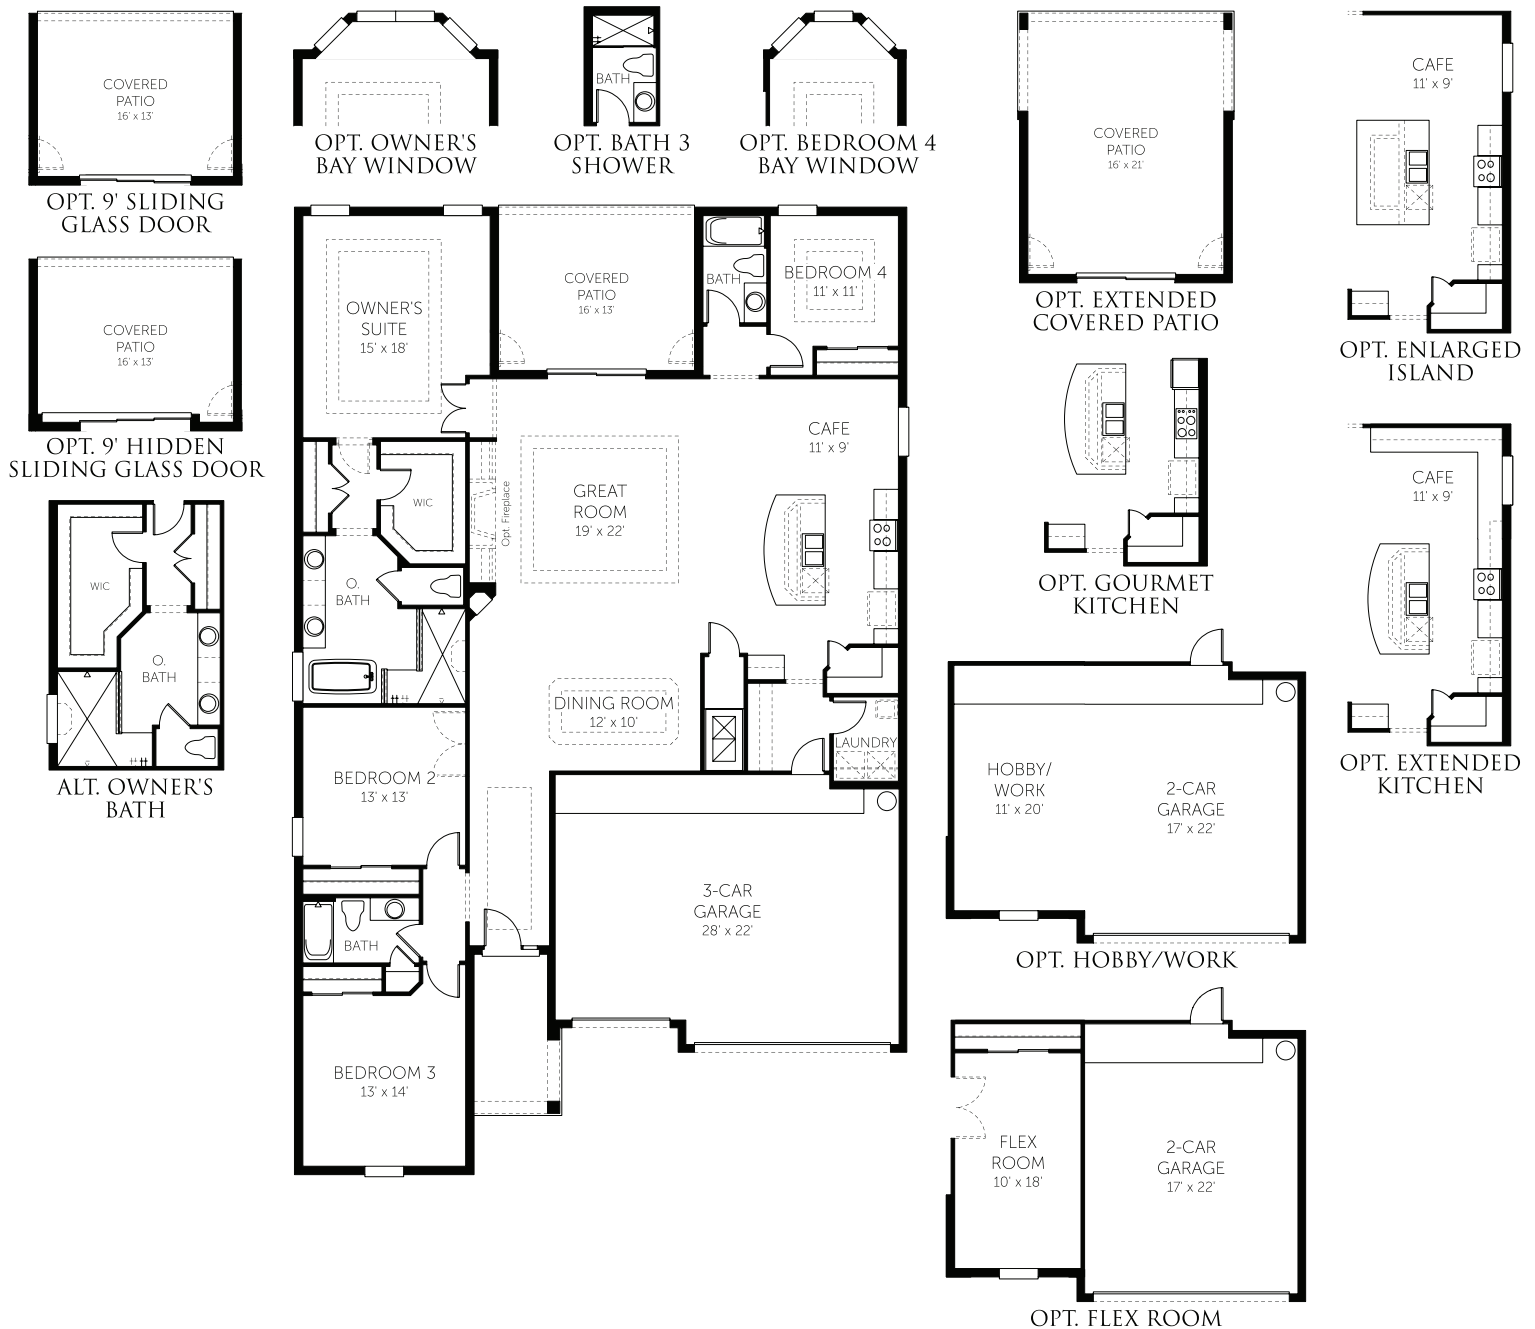 COVERED
PATIO
16' x 13'
OPT. 9' SLIDING
GLASS DOOR
OPT. OWNER'S
BAY WINDOW
BATH
OPT. BATH 3
SHOWER
OPT. BEDROOM 4
BAY WINDOW
COVERED
PATIO
16' x 21'
OPT. EXTENDED
COVERED PATIO
CAFE
11' x 9'
OPT. ENLARGED
ISLAND
COVERED
PATIO
16' x 13'
OPT. 9' HIDDEN
SLIDING GLASS DOOR
WIC
O.
BATH
ALT. OWNER'S
BATH
OWNER'S
SUITE
15' x 18'
COVERED
PATIO
16' x 13'
BATH
BEDROOM 4
11' x 11'
CAFE
11' x 9'
WIC
Opt. Fireplace
GREAT
ROOM
19' x 22'
O.
BATH
DINING ROOM
12' x 10'
LAUNDRY
BEDROOM 2
13' x 13'
BATH
3-CAR
GARAGE
28' x 22'
BEDROOM 3
13' x 14'
OPT. GOURMET
KITCHEN
CAFE
11' x 9'
OPT. EXTENDED
KITCHEN
HOBBY/
WORK
11' x 20'
2-CAR
GARAGE
17' x 22'
OPT. HOBBY/WORK
FLEX
ROOM
10' x 18'
2-CAR
GARAGE
17' x 22'
OPT. FLEX ROOM